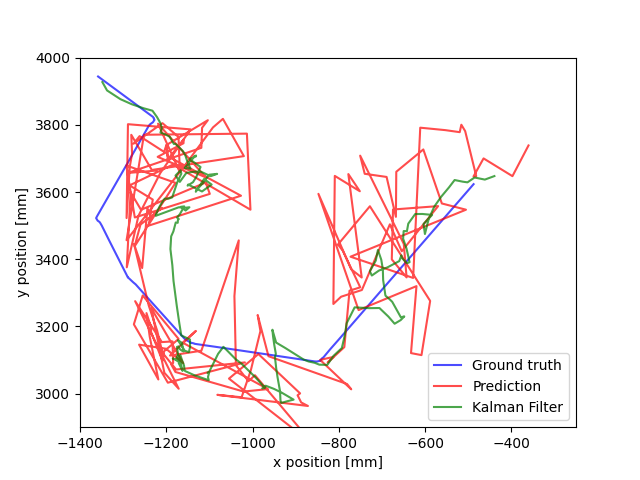 4000
3800
3600
3400
3200
3000
y position [mm]
−1400
−1200
−1000
−800
−600
−400
x position [mm]
Ground truth
Prediction
Kalman Filter